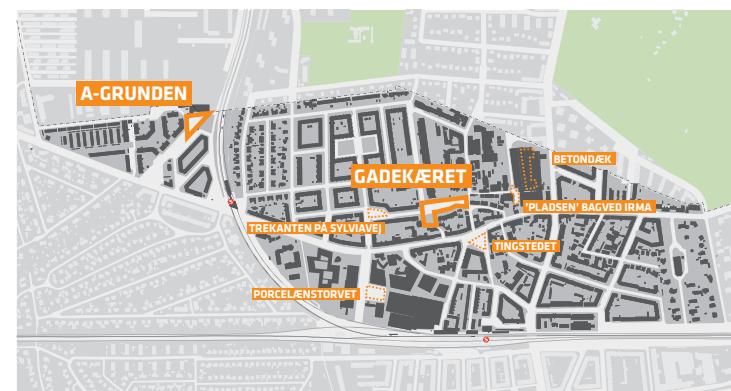 A-GRUNDEN
BETONDÆK
GADEKÆRET
'PLADSEN' BAGVED IRMA
TREKANTEN PÅ SYLVIAVEJ
TINGSTEDET
PORCELÆNSTORVET